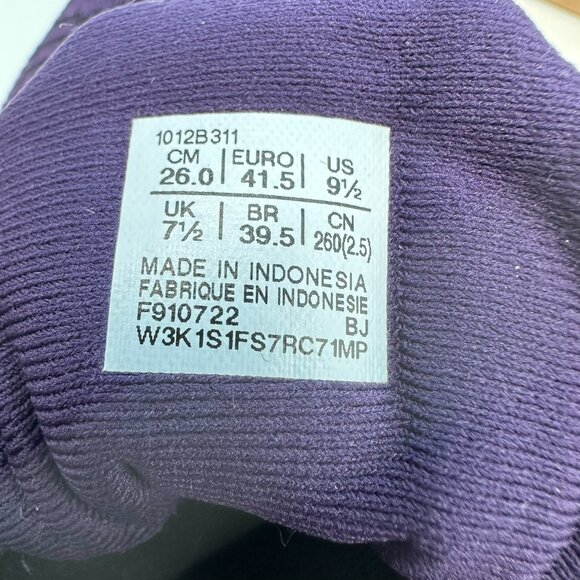 1012B311
CM | EURO | US
26.0 | 41.5 | 9½
UK | BR | CN
7½ | 39.5 | 260(2.5)
MADE IN INDONESIA
FABRIQUE EN INDONESIE
F910722 BJ
W3K1S1FS7RC71MP